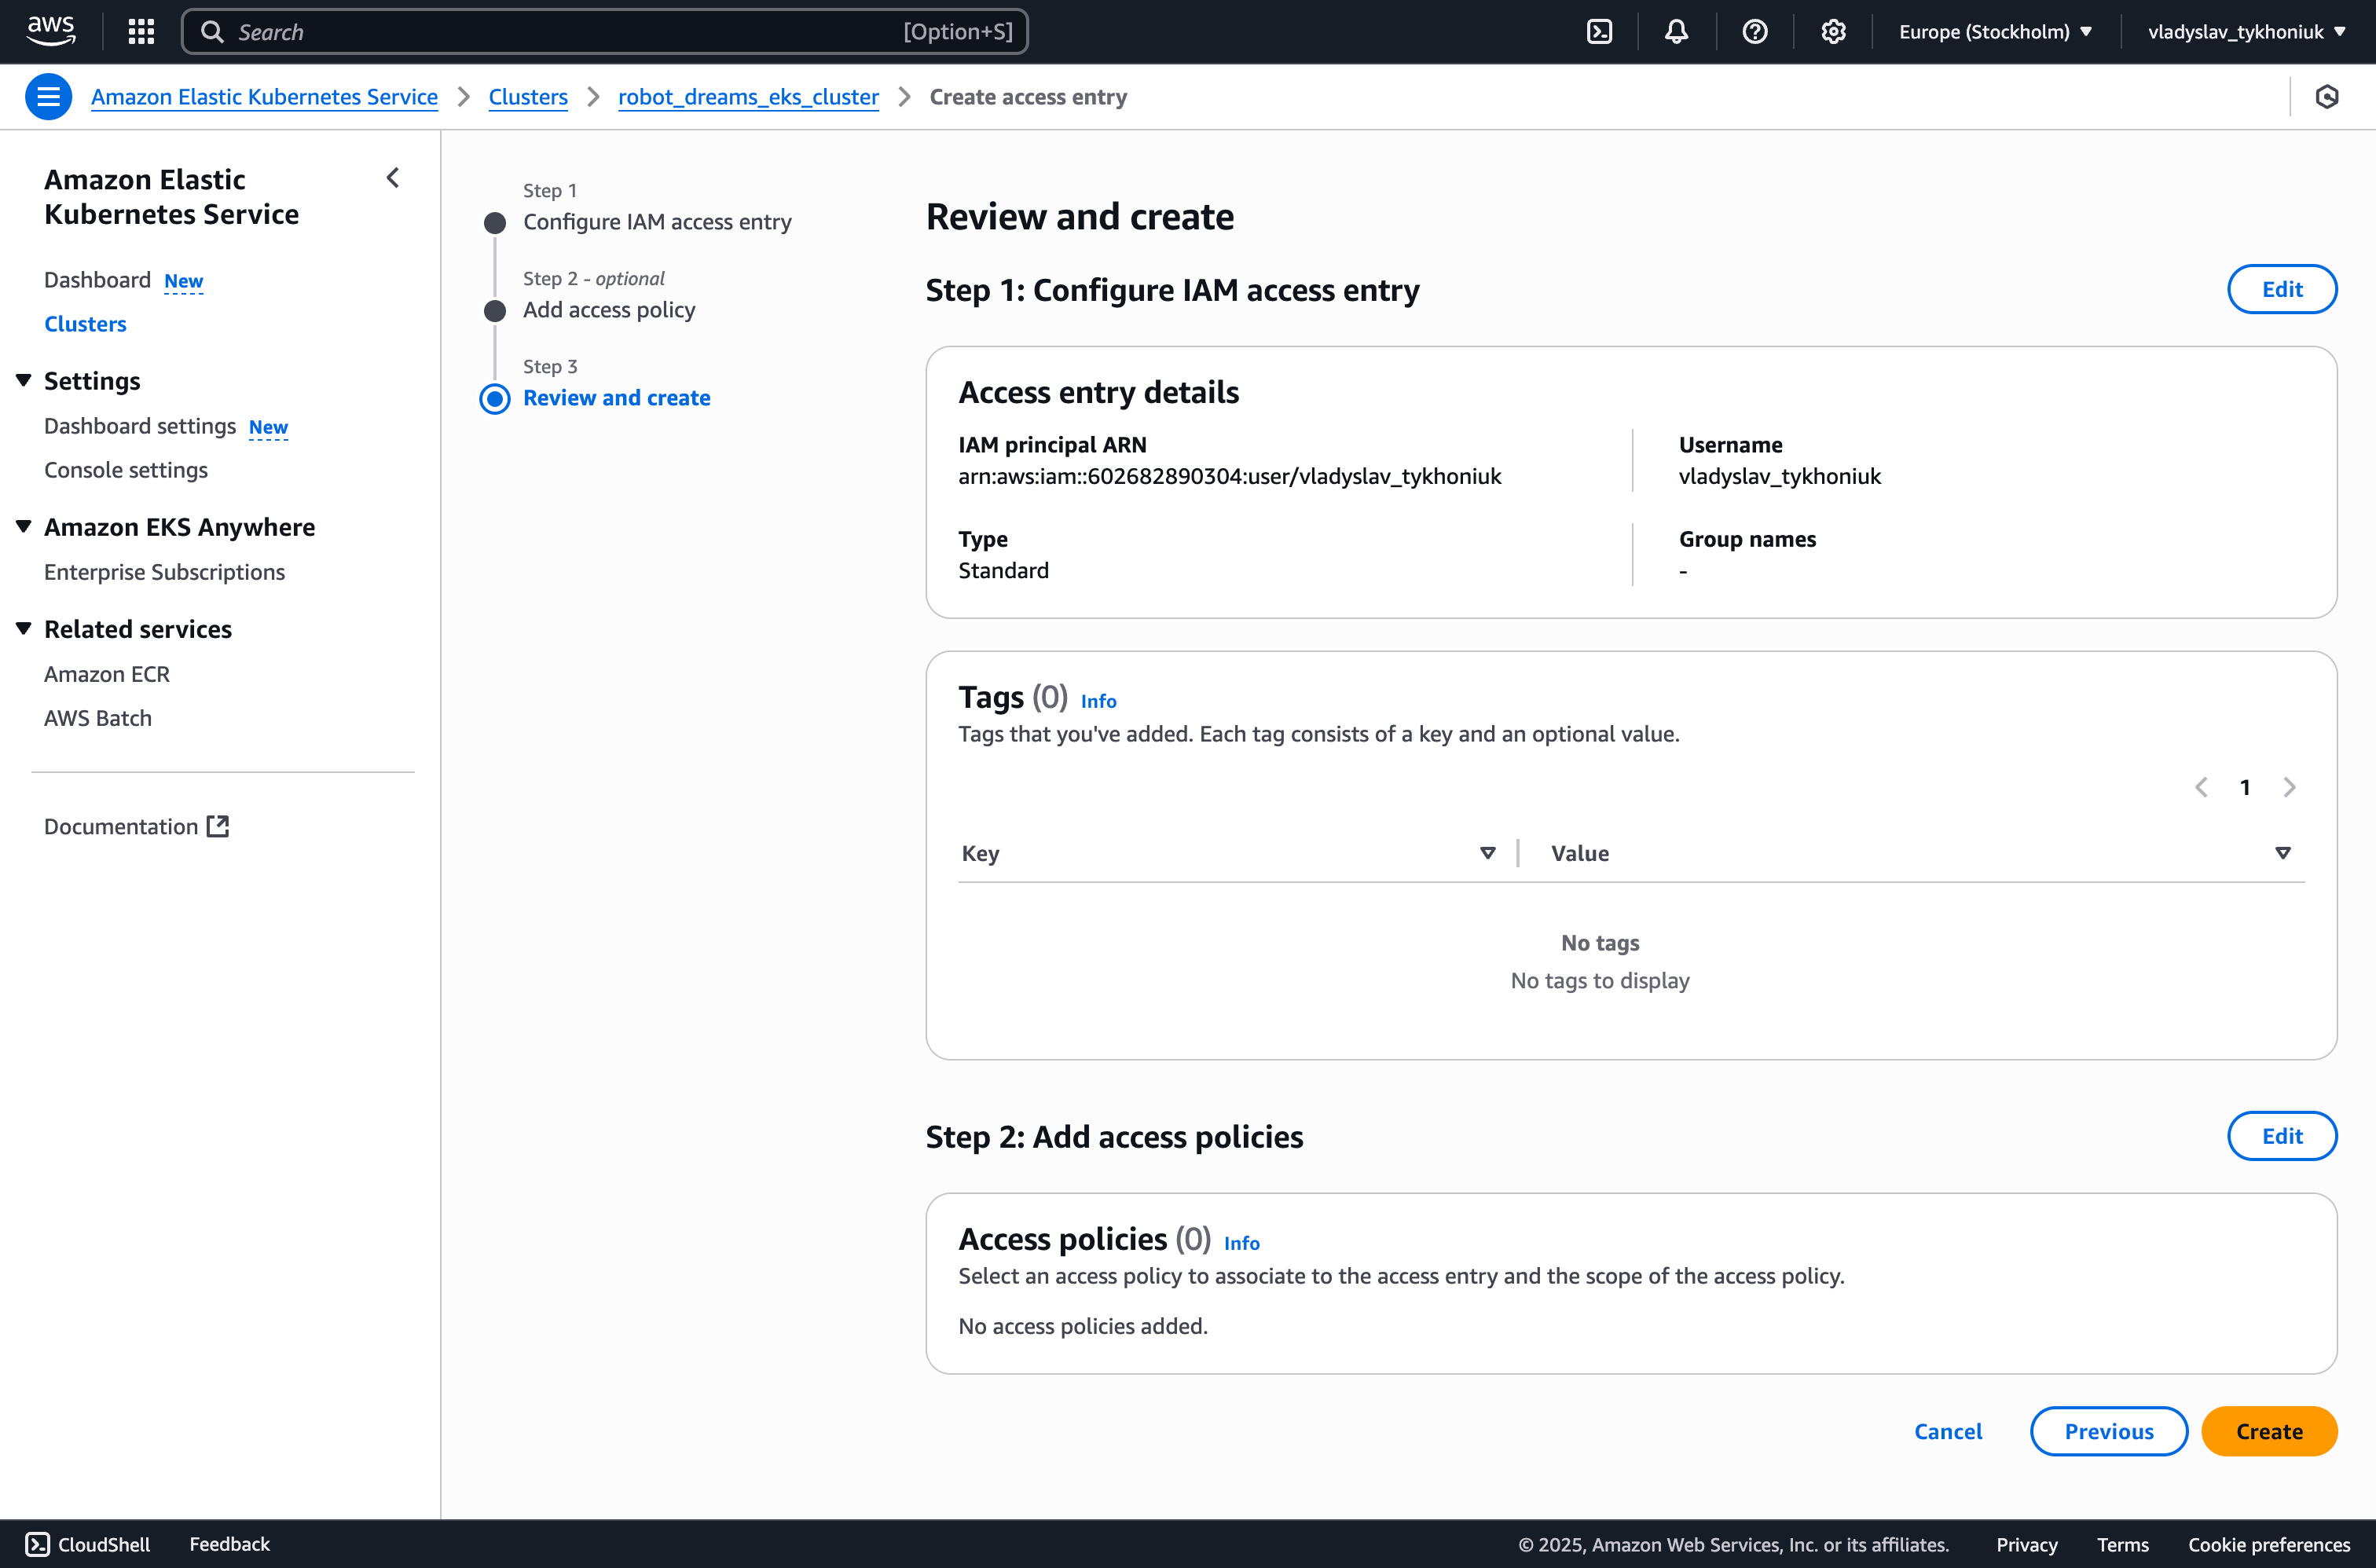 aws
Search
[Option+S]
Europe (Stockholm)
vladyslav_tykhoniuk
Amazon Elastic Kubernetes Service
Clusters
robot_dreams_eks_cluster
Create access entry
Amazon Elastic
Kubernetes Service
Dashboard New
Clusters
Settings
Dashboard settings New
Console settings
Amazon EKS Anywhere
Enterprise Subscriptions
Related services
Amazon ECR
AWS Batch
Documentation
Step 1
Configure IAM access entry
Step 2 - optional
Add access policy
Step 3
Review and create
Review and create
Step 1: Configure IAM access entry
Edit
Access entry details
IAM principal ARN
arn:aws:iam::602682890304:user/vladyslav_tykhoniuk
Username
vladyslav_tykhoniuk
Type
Standard
Group names
-
Tags (0) Info
Tags that you've added. Each tag consists of a key and an optional value.
1
Key
Value
No tags
No tags to display
Step 2: Add access policies
Edit
Access policies (0) Info
Select an access policy to associate to the access entry and the scope of the access policy.
No access policies added.
Cancel
Previous
Create
CloudShell
Feedback
© 2025, Amazon Web Services, Inc. or its affiliates.
Privacy
Terms
Cookie preferences